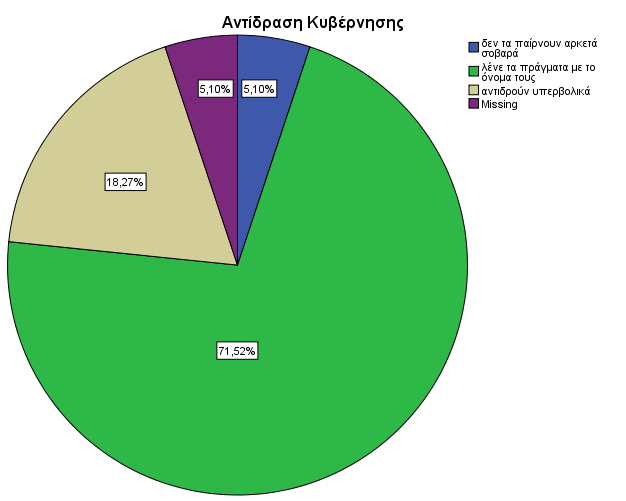 Αντίδραση Κυβέρνησης
δεν τα παίρνουν αρκετά
σοβαρά
λένε τα πράγματα με το
όνομα τους
αντιδρούν υπερβολικά
Missing
5,10%
5,10%
18,27%
71,52%